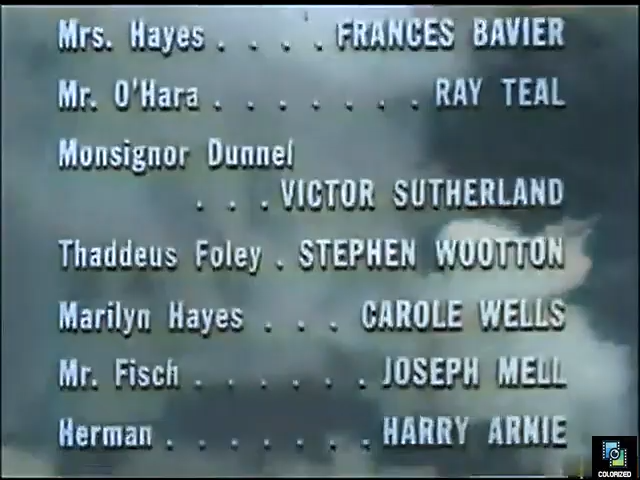 Mrs. Hayes . . . . FRANCES BAVIER
Mr. O'Hara . . . . . . . RAY TEAL
Monsignor Dunnel
. . . VICTOR SUTHERLAND
Thaddeus Foley . STEPHEN WOOTTON
Marilyn Hayes . . . CAROLE WELLS
Mr. Fisch . . . . . . JOSEPH MELL
Herman . . . . . . . HARRY ARNIE
COLORIZED